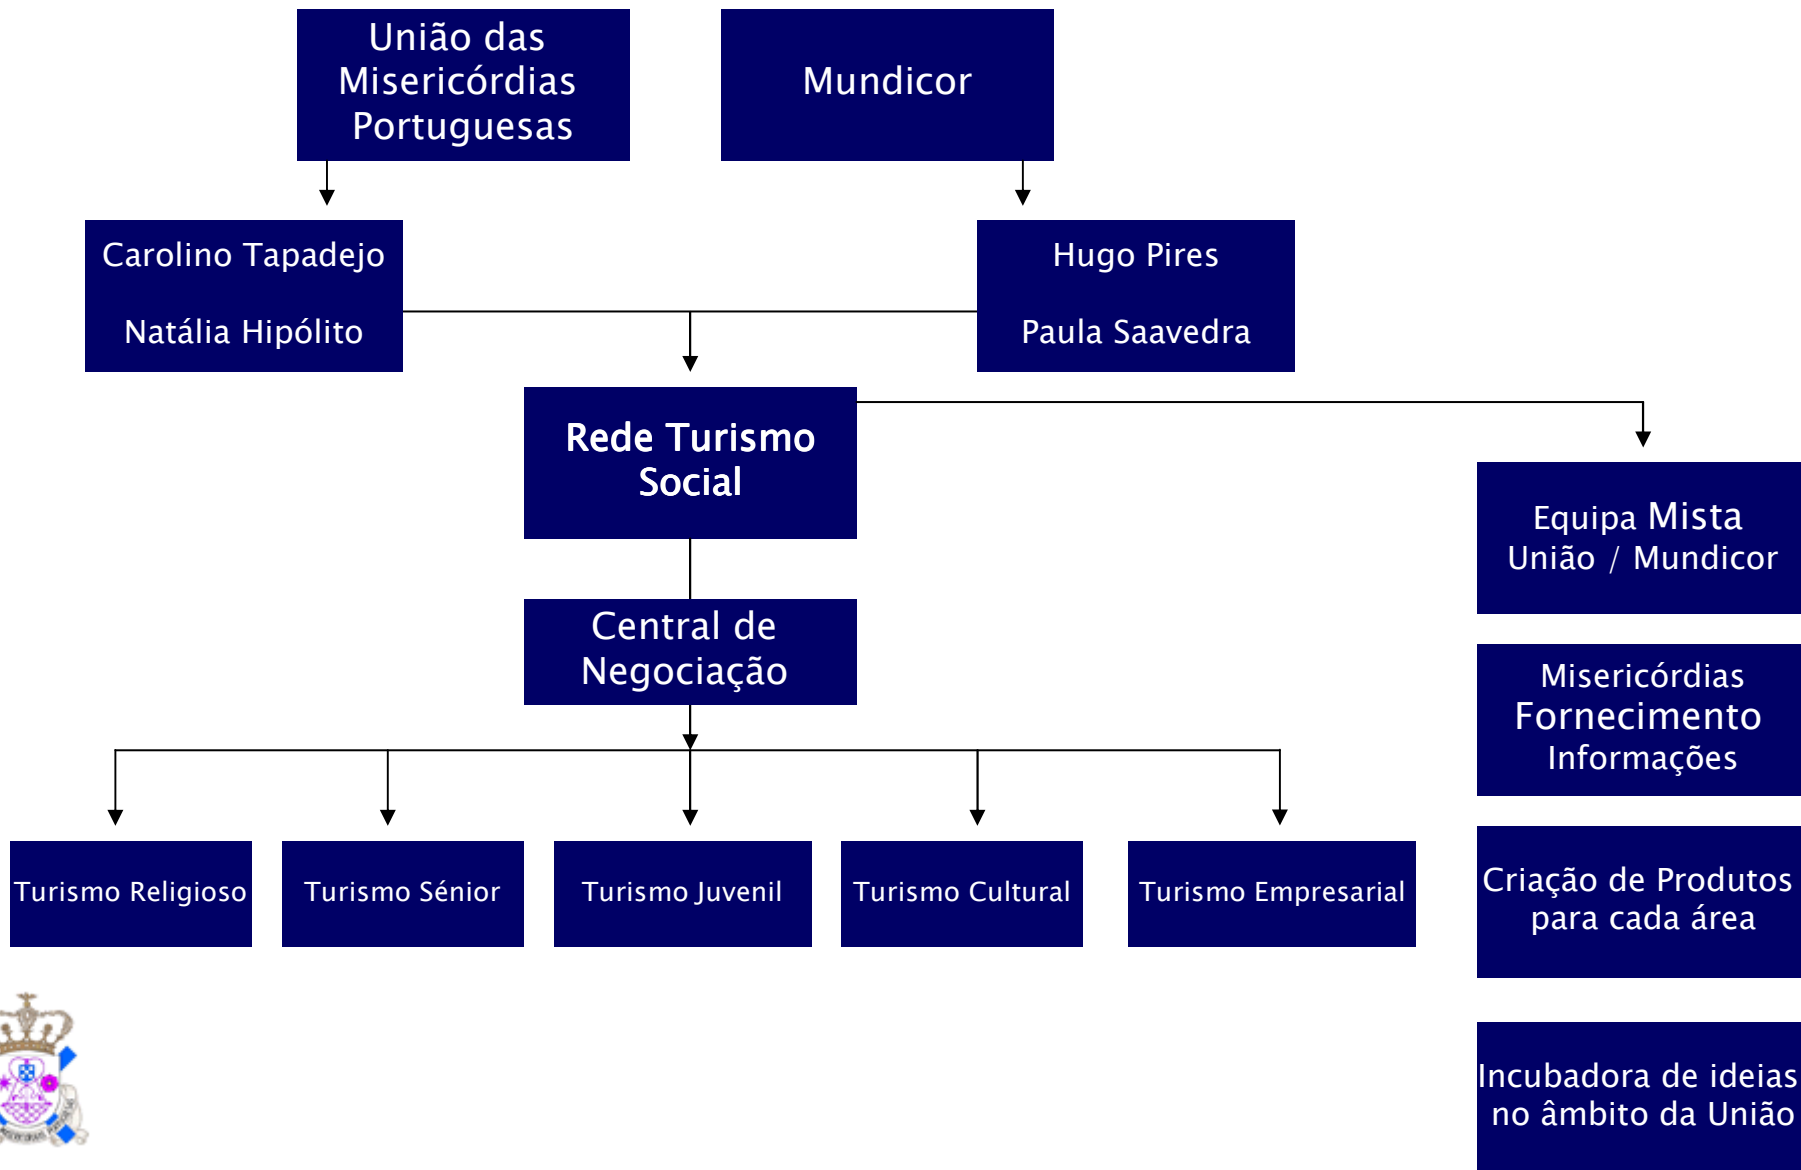 União das
Misericórdias
Portuguesas
Mundicor
Carolino Tapadejo
Natália Hipólito
Hugo Pires
Paula Saavedra
Rede Turismo
Social
Equipa Mista
União / Mundicor
Central de
Negociação
Misericórdias
Fornecimento
Informações
Turismo Religioso
Turismo Sénior
Turismo Juvenil
Turismo Cultural
Turismo Empresarial
Criação de Produtos
para cada área
Incubadora de ideias
no âmbito da União